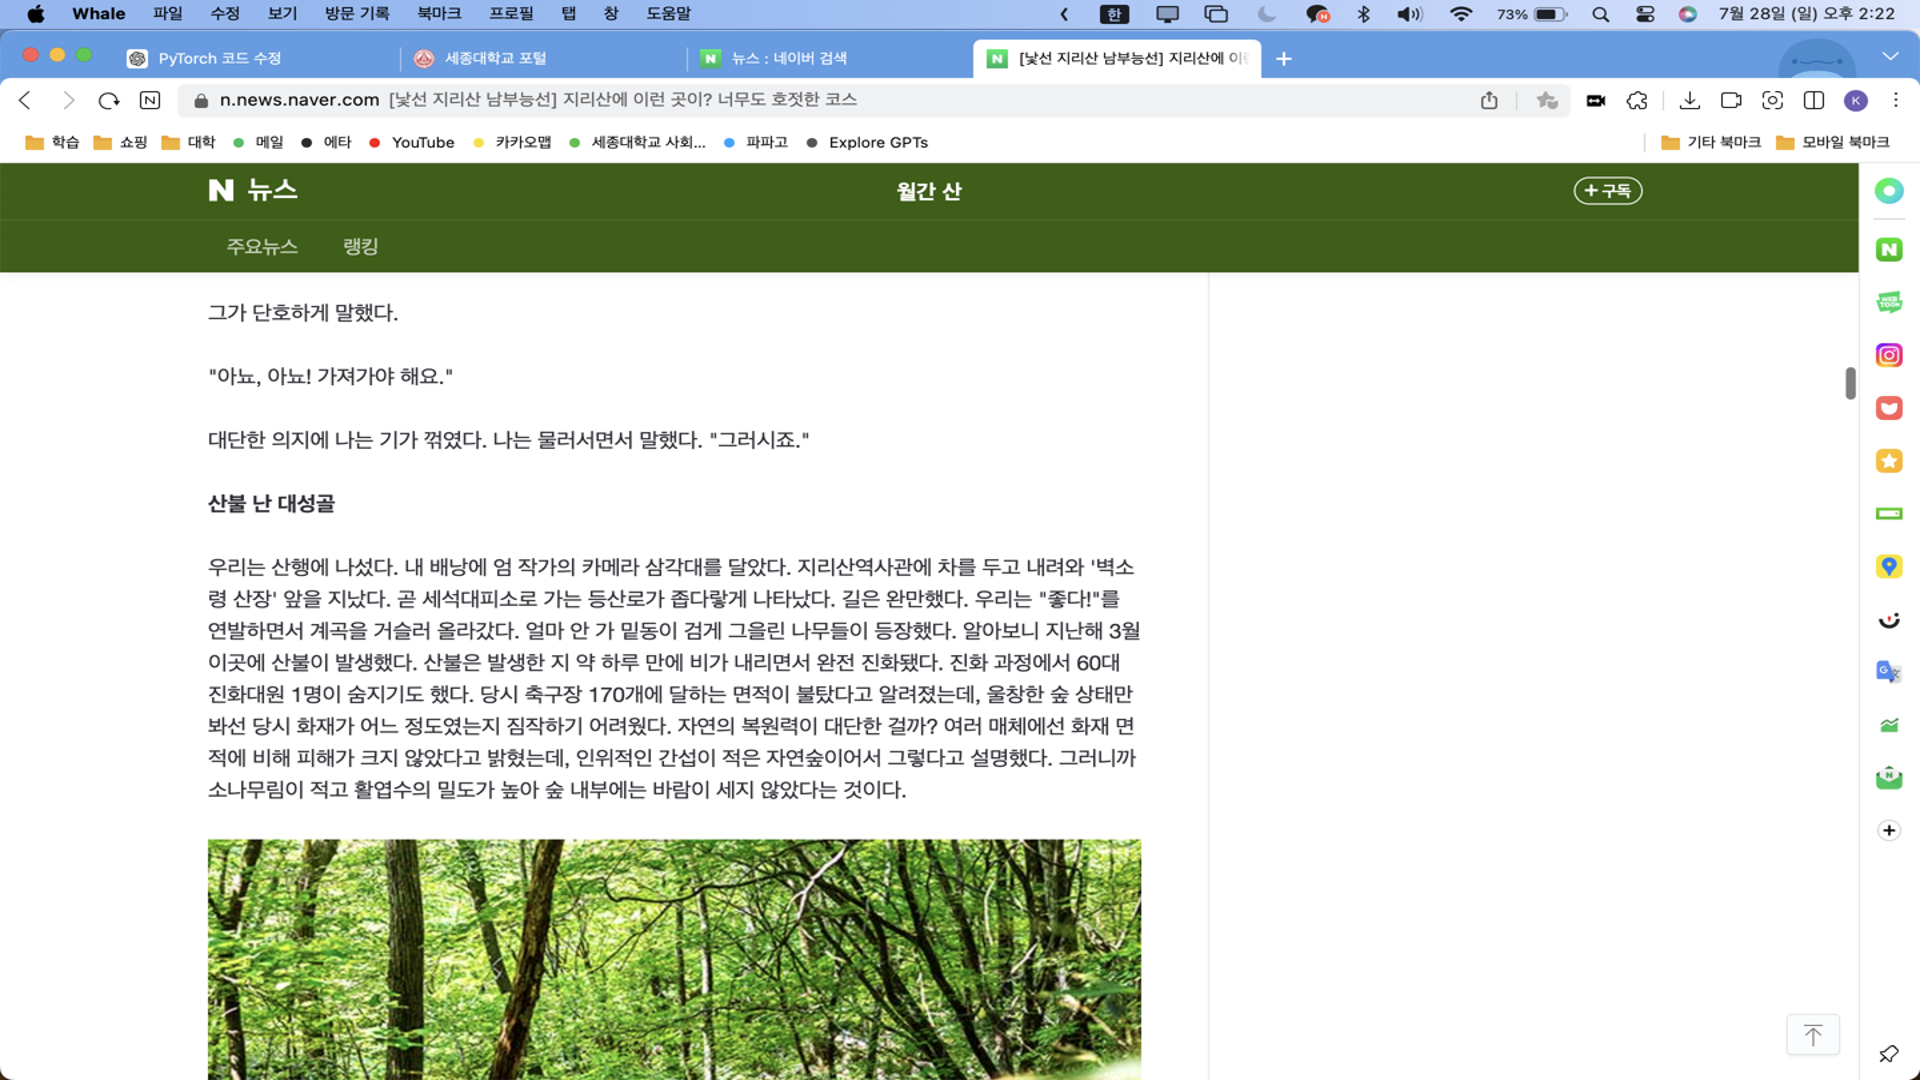 Whale 파일 수정 보기 방문 기록 북마크 프로필 탭 창 도움말 한 N 73% 7월 28일 (일) 오후 2:22
PyTorch 코드 수정 세종대학교 포털 N 뉴스 : 네이버 검색 N [낯선 지리산 남부능선] 지리산에 이런
N n.news.naver.com [낯선 지리산 남부능선] 지리산에 이런 곳이? 너무도 호젓한 코스 K
학습 쇼핑 대학 메일 에타 YouTube 카카오맵 세종대학교 사회... 파파고 Explore GPTs 기타 북마크 모바일 북마크
N 뉴스 월간 산 +구독
주요뉴스 랭킹
N
WEB
TOON
G
N
그가 단호하게 말했다.
"아뇨, 아뇨! 가져가야 해요."
대단한 의지에 나는 기가 꺾였다. 나는 물러서면서 말했다. "그러시죠."
산불 난 대성골
우리는 산행에 나섰다. 내 배낭에 엄 작가의 카메라 삼각대를 달았다. 지리산역사관에 차를 두고 내려와 '벽소
령 산장' 앞을 지났다. 곧 세석대피소로 가는 등산로가 좁다랗게 나타났다. 길은 완만했다. 우리는 "좋다!"를
연발하면서 계곡을 거슬러 올라갔다. 얼마 안 가 밑동이 검게 그을린 나무들이 등장했다. 알아보니 지난해 3월
이곳에 산불이 발생했다. 산불은 발생한 지 약 하루 만에 비가 내리면서 완전 진화됐다. 진화 과정에서 60대
진화대원 1명이 숨지기도 했다. 당시 축구장 170개에 달하는 면적이 불탔다고 알려졌는데, 울창한 숲 상태만
봐선 당시 화재가 어느 정도였는지 짐작하기 어려웠다. 자연의 복원력이 대단한 걸까? 여러 매체에선 화재 면
적에 비해 피해가 크지 않았다고 밝혔는데, 인위적인 간섭이 적은 자연숲이어서 그렇다고 설명했다. 그러니까
소나무림이 적고 활엽수의 밀도가 높아 숲 내부에는 바람이 세지 않았다는 것이다.